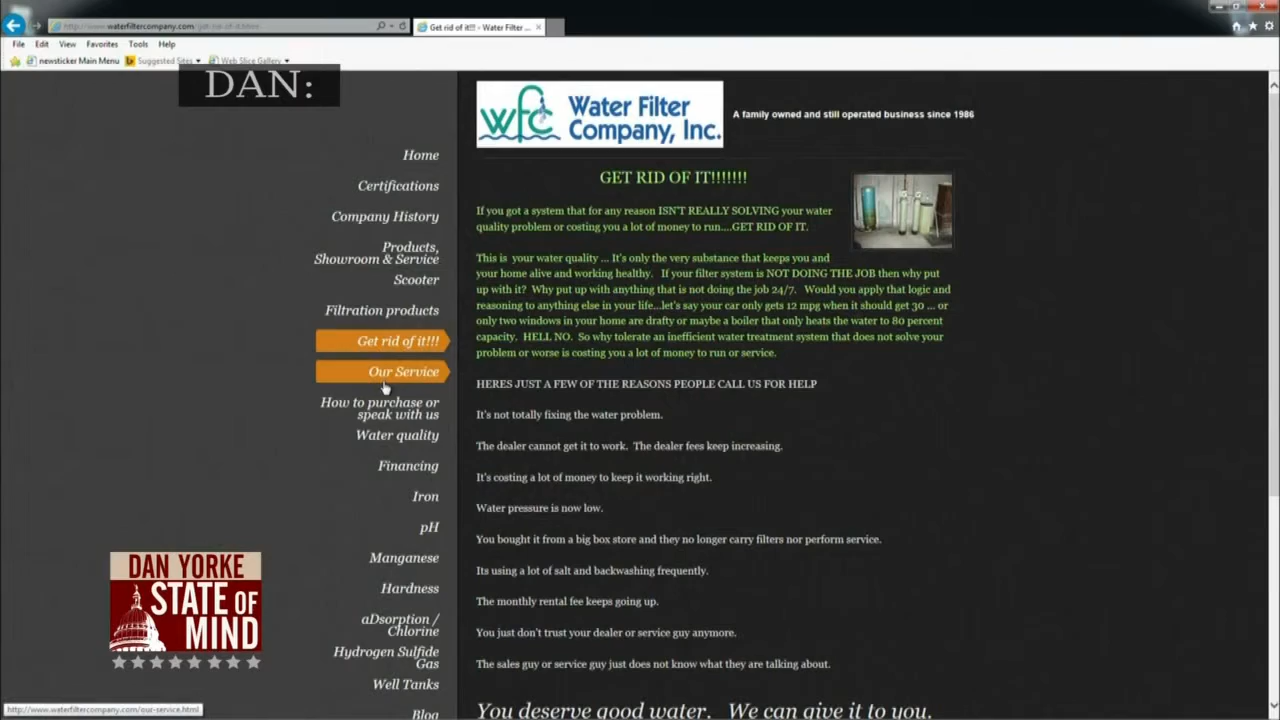 http://www.waterfiltercompany.com/get-rid-of-it.html
Get rid of it!!! - Water Filter ...
File Edit View Favorites Tools Help
newsticker Main Menu Suggested Sites Web Slice Gallery
DAN:
wfc Water Filter
Company, Inc.
A family owned and still operated business since 1986
Home
Certifications
Company History
Products,
Showroom & Service
Scooter
Filtration products
Get rid of it!!!
Our Service
How to purchase or
speak with us
Water quality
Financing
Iron
pH
Manganese
Hardness
aDsorption /
Chlorine
Hydrogen Sulfide
Gas
Well Tanks
Blog
GET RID OF IT!!!!!!!
If you got a system that for any reason ISN'T REALLY SOLVING your water
quality problem or costing you a lot of money to run....GET RID OF IT.
This is your water quality ... It's only the very substance that keeps you and
your home alive and working healthy. If your filter system is NOT DOING THE JOB then why put
up with it? Why put up with anything that is not doing the job 24/7. Would you apply that logic and
reasoning to anything else in your life...let's say your car only gets 12 mpg when it should get 30 ... or
only two windows in your home are drafty or maybe a boiler that only heats the water to 80 percent
capacity. HELL NO. So why tolerate an inefficient water treatment system that does not solve your
problem or worse is costing you a lot of money to run or service.
HERES JUST A FEW OF THE REASONS PEOPLE CALL US FOR HELP
It's not totally fixing the water problem.
The dealer cannot get it to work. The dealer fees keep increasing.
It's costing a lot of money to keep it working right.
Water pressure is now low.
You bought it from a big box store and they no longer carry filters nor perform service.
Its using a lot of salt and backwashing frequently.
The monthly rental fee keeps going up.
You just don't trust your dealer or service guy anymore.
The sales guy or service guy just does not know what they are talking about.
You deserve good water. We can give it to you.
DAN YORKE
STATE OF
MIND
http://www.waterfiltercompany.com/our-service.html